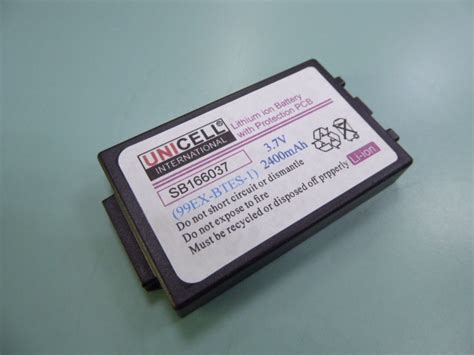 UNICELL
INTERNATIONAL
Lithium ion Battery
with Protection PCB
SB166037
3.7V
(99EX-BTES-1) 2400mAh
Do not short circuit or dismantle
Do not expose to fire
Must be recycled or disposed off properly
Li-ion